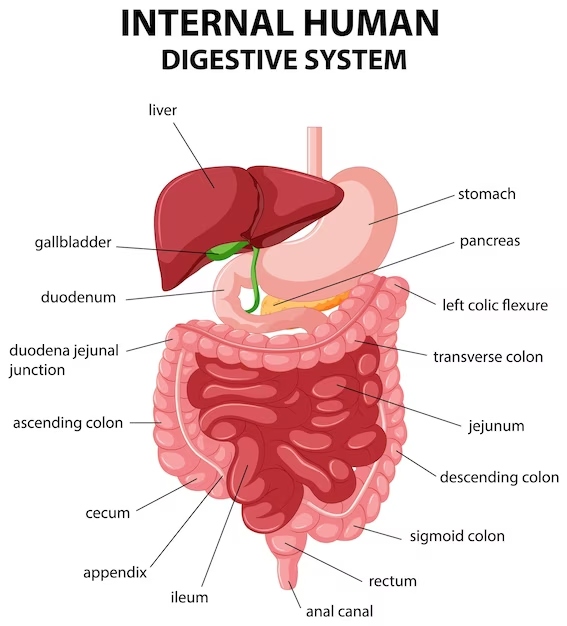 INTERNAL HUMAN
DIGESTIVE SYSTEM
liver
stomach
gallbladder
pancreas
duodenum
left colic flexure
duodena jejunal
junction
transverse colon
ascending colon
jejunum
descending colon
cecum
sigmoid colon
appendix
rectum
ileum
anal canal